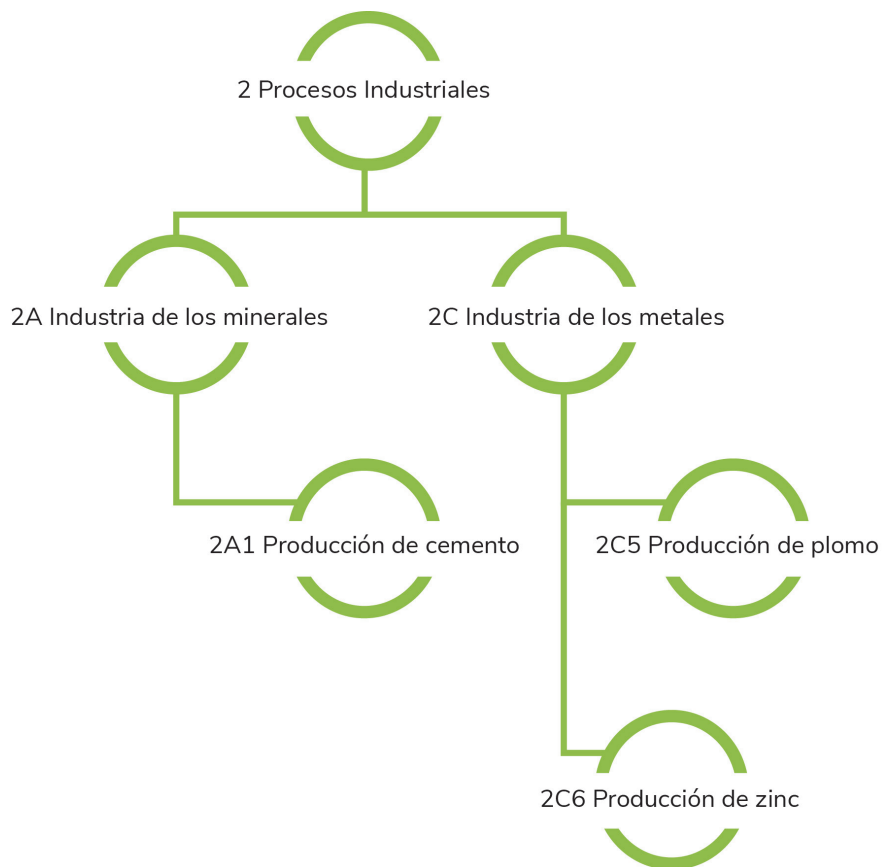 2 Procesos Industriales
2A Industria de los minerales
2C Industria de los metales
2A1 Producción de cemento
2C5 Producción de plomo
2C6 Producción de zinc